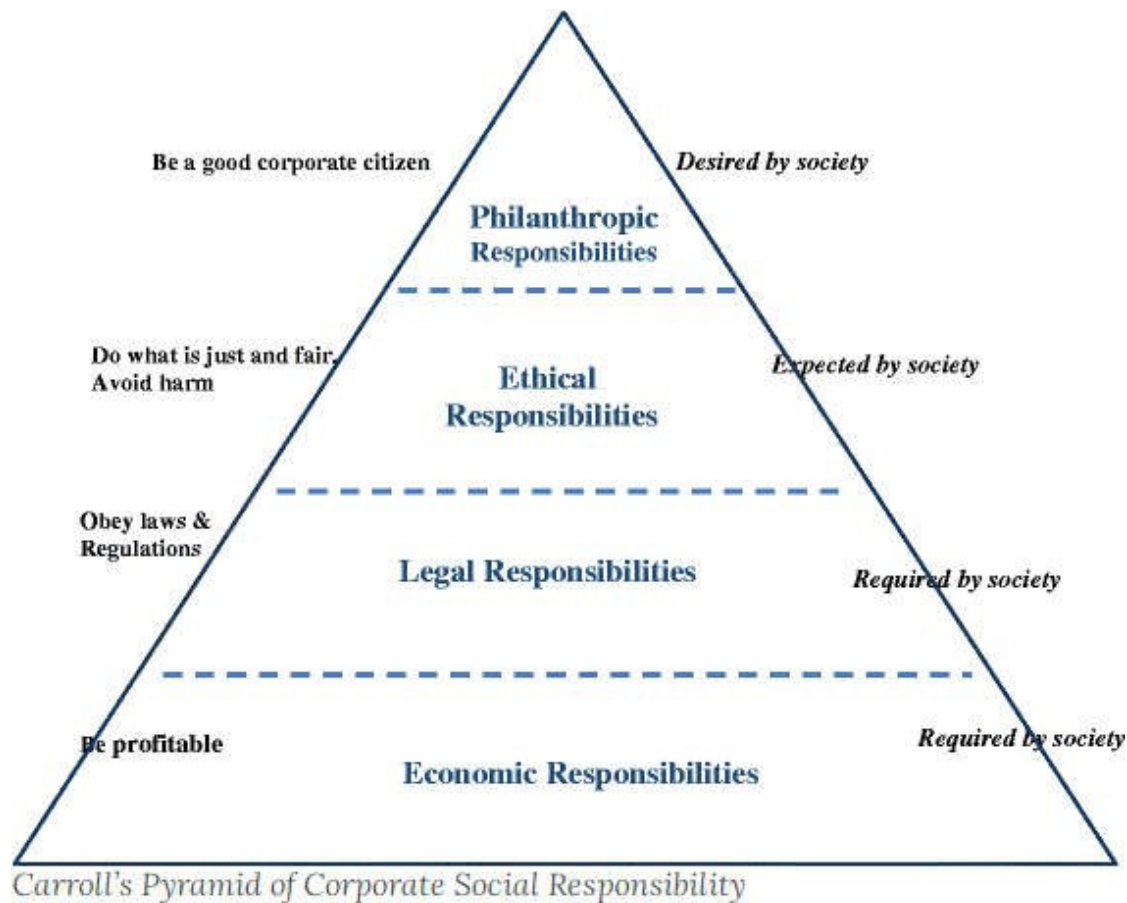 Be a good corporate citizen
Desired by society
Philanthropic
Responsibilities
Do what is just and fair,
Avoid harm
Expected by society
Ethical
Responsibilities
Obey laws &
Regulations
Legal Responsibilities
Required by society
Be profitable
Required by society
Economic Responsibilities
Carroll's Pyramid of Corporate Social Responsibility